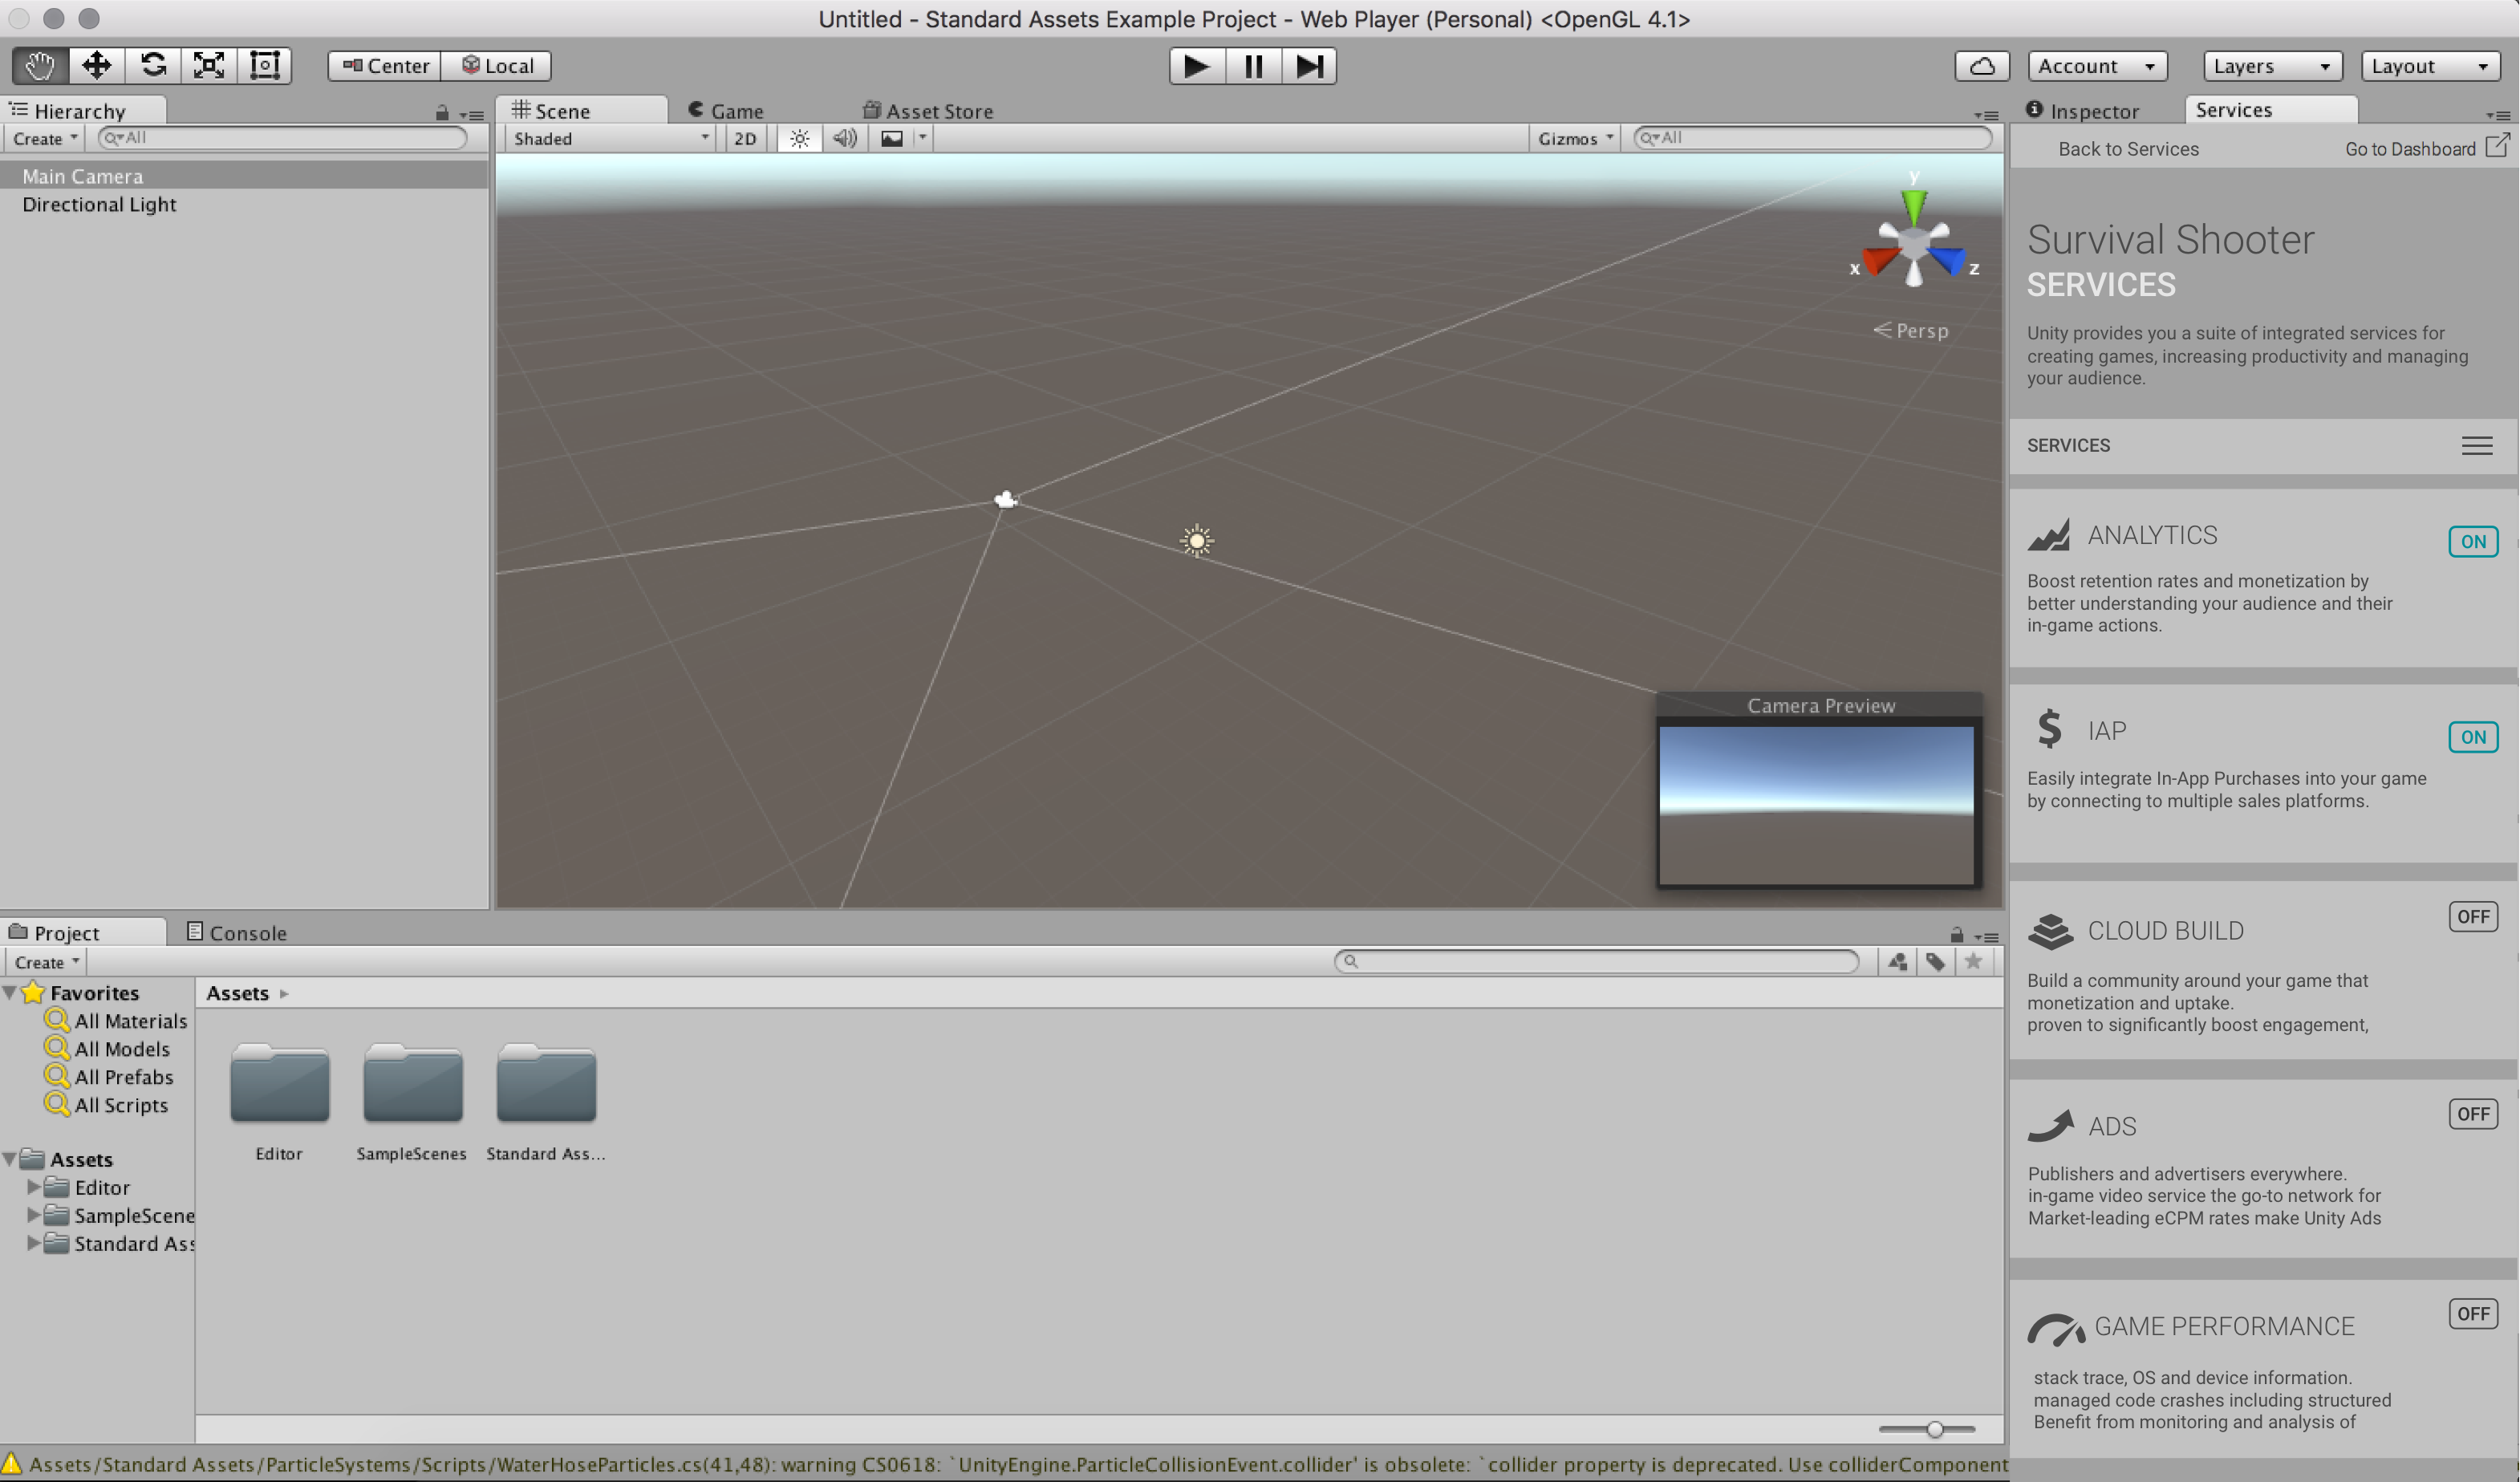 Untitled - Standard Assets Example Project - Web Player (Personal) <OpenGL 4.1>
Center Local
Account Layers Layout
Hierarchy
Create All
Main Camera
Directional Light
Scene Game Asset Store
Shaded 2D Gizmos All
y
x z
Persp
Camera Preview
Inspector Services
Back to Services Go to Dashboard
Survival Shooter
SERVICES
Unity provides you a suite of integrated services for
creating games, increasing productivity and managing
your audience.
SERVICES
ANALYTICS ON
Boost retention rates and monetization by
better understanding your audience and their
in-game actions.
IAP ON
Easily integrate In-App Purchases into your game
by connecting to multiple sales platforms.
CLOUD BUILD OFF
Build a community around your game that
monetization and uptake.
proven to significantly boost engagement,
ADS OFF
Publishers and advertisers everywhere.
in-game video service the go-to network for
Market-leading eCPM rates make Unity Ads
GAME PERFORMANCE OFF
stack trace, OS and device information.
managed code crashes including structured
Benefit from monitoring and analysis of
Project Console
Create
Favorites
All Materials
All Models
All Prefabs
All Scripts
Assets
Editor
SampleScene
Standard Ass
Assets
Editor SampleScenes Standard Ass...
Assets/Standard Assets/ParticleSystems/Scripts/WaterHoseParticles.cs(41,48): warning CS0618: `UnityEngine.ParticleCollisionEvent.collider' is obsolete: `collider property is deprecated. Use colliderComponent